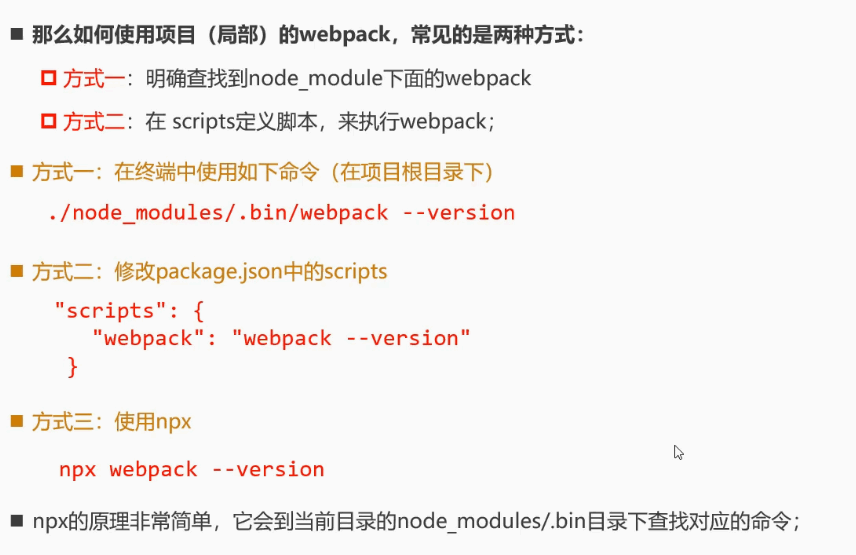 那么如何使用项目（局部）的webpack，常见的是两种方式：
方式一：明确查找到node_module下面的webpack
方式二：在 scripts定义脚本，来执行webpack；
方式一：在终端中使用如下命令（在项目根目录下）
./node_modules/.bin/webpack --version
方式二：修改package.json中的scripts
"scripts": {
"webpack": "webpack --version"
}
方式三：使用npx
npx webpack --version
npx的原理非常简单，它会到当前目录的node_modules/.bin目录下查找对应的命令；